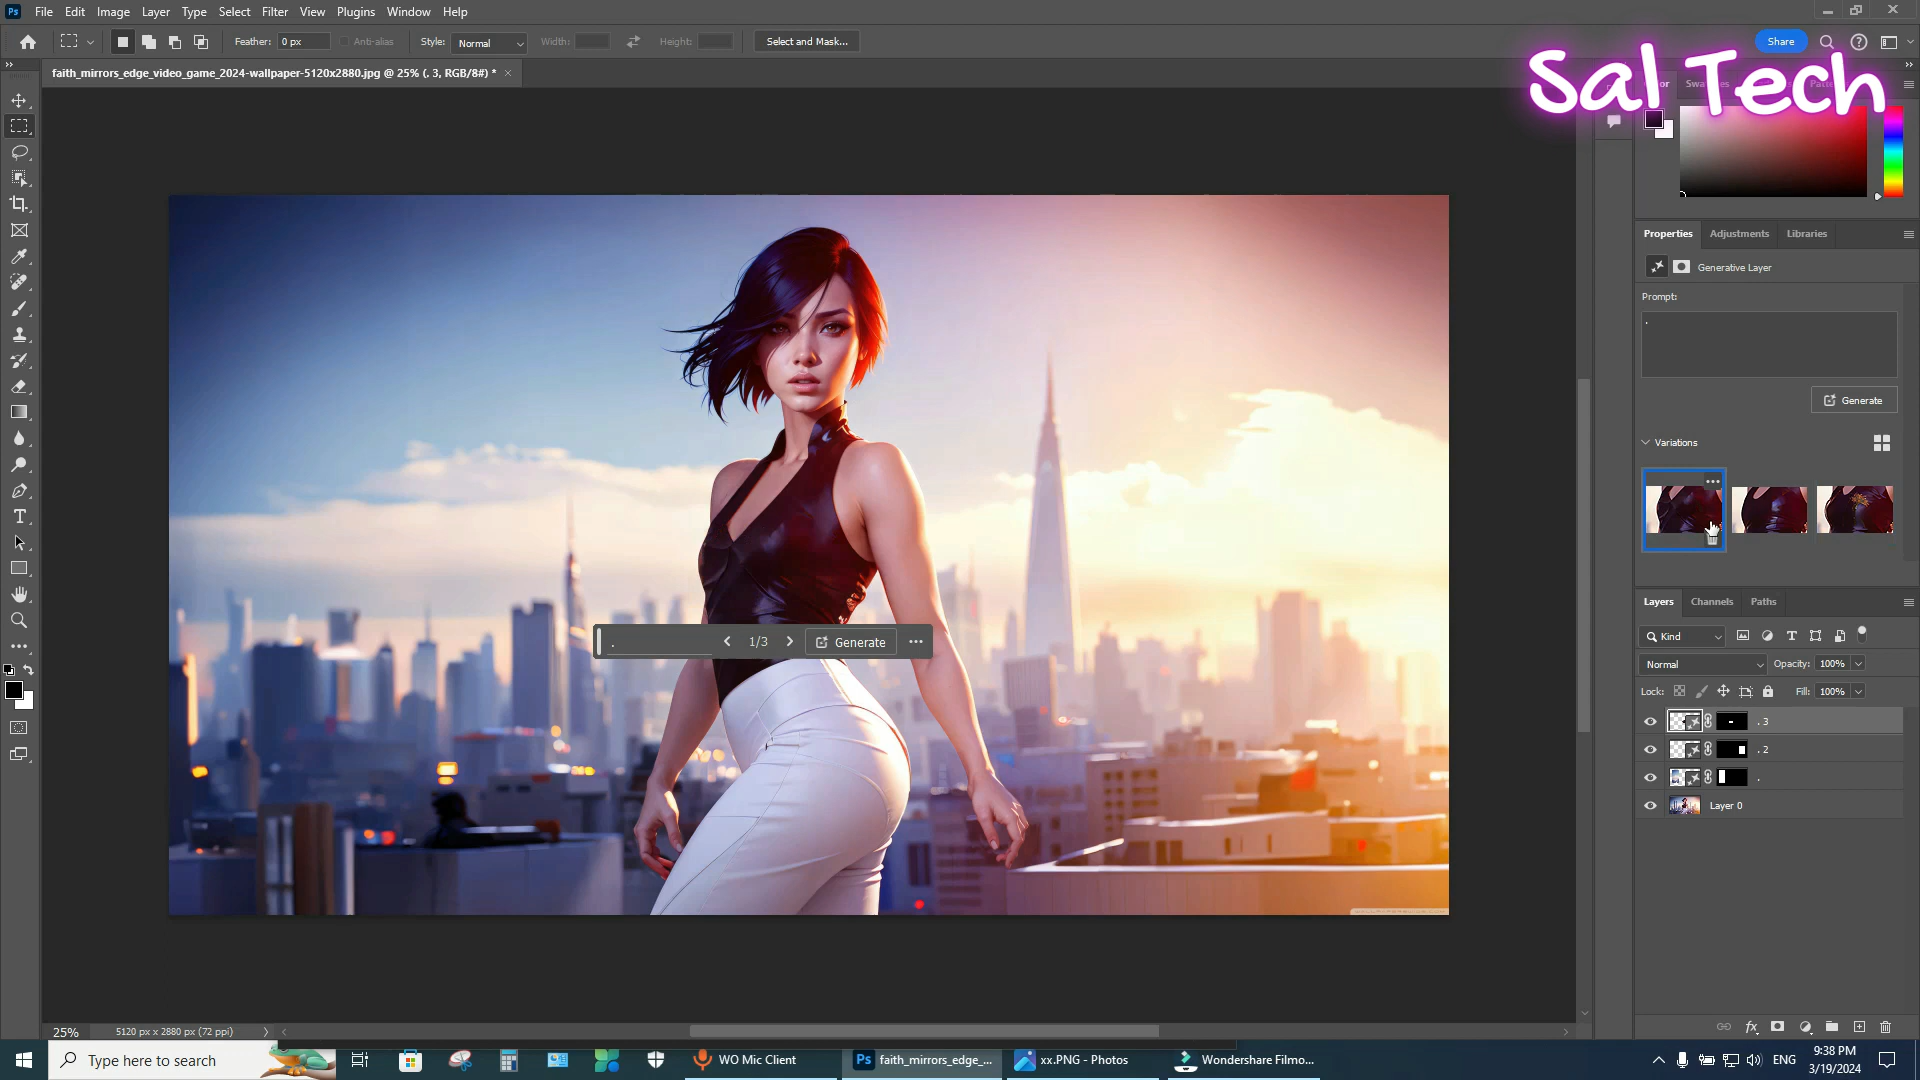 Ps File Edit Image Layer Type Select Filter View Plugins Window Help
Feather: 0 px Anti-alias Style: Normal Width: Height: Select and Mask... Share
faith_mirrors_edge_video_game_2024-wallpaper-5120x2880.jpg @ 25% (. 3, RGB/8#) * ×
Sal Tech
Properties Adjustments Libraries
Generative Layer
Prompt:
.
Generate
Variations
. 1/3 Generate
Layers Channels Paths
Kind
Normal Opacity: 100%
Lock: Fill: 100%
. 3
. 2
.
Layer 0
25% 5120 px x 2880 px (72 ppi)
Type here to search
WO Mic Client
Ps faith_mirrors_edge_...
xx.PNG - Photos
Wondershare Filmo...
ENG
9:38 PM
3/19/2024